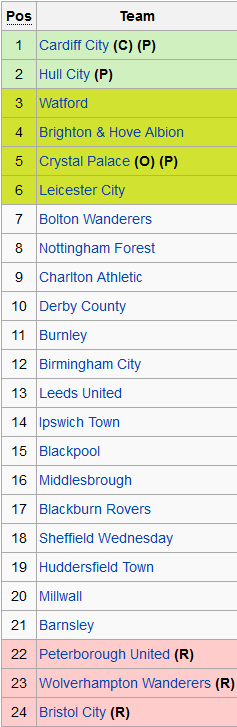 Pos Team
1 Cardiff City (C) (P)
2 Hull City (P)
3 Watford
4 Brighton & Hove Albion
5 Crystal Palace (O) (P)
6 Leicester City
7 Bolton Wanderers
8 Nottingham Forest
9 Charlton Athletic
10 Derby County
11 Burnley
12 Birmingham City
13 Leeds United
14 Ipswich Town
15 Blackpool
16 Middlesbrough
17 Blackburn Rovers
18 Sheffield Wednesday
19 Huddersfield Town
20 Millwall
21 Barnsley
22 Peterborough United (R)
23 Wolverhampton Wanderers (R)
24 Bristol City (R)